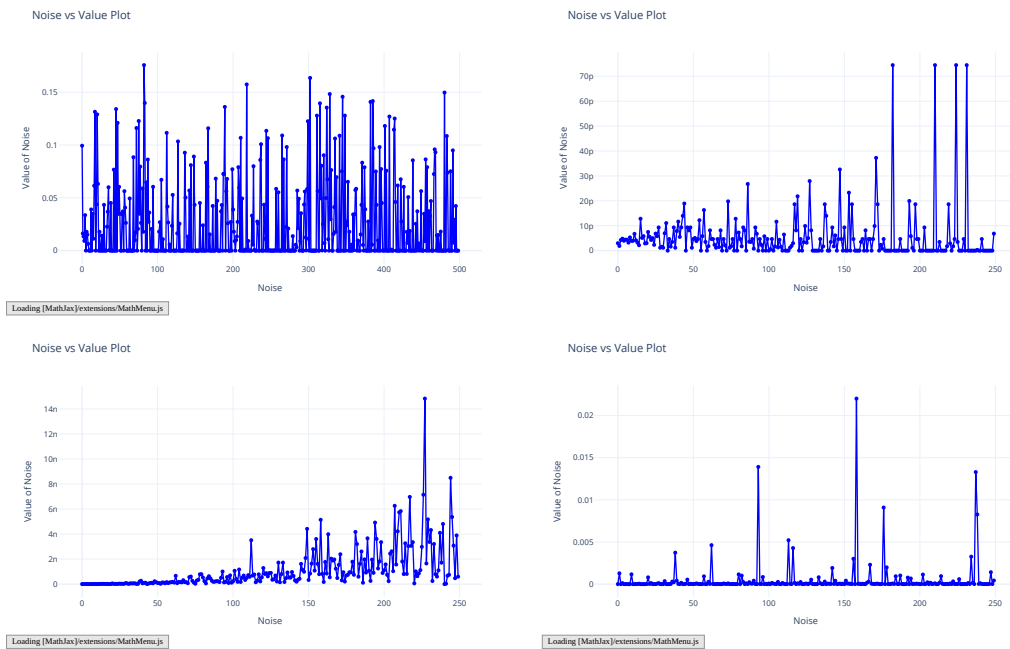 Noise vs Value Plot
0.15
0.1
0.05
0
0
100
200
300
400
500
Value of Noise
Noise
Loading [MathJax]/extensions/MathMenu.js
Noise vs Value Plot
70p
60p
50p
40p
30p
20p
10p
0
0
50
100
150
200
250
Value of Noise
Noise
Noise vs Value Plot
14n
12n
10n
8n
6n
4n
2n
0
0
50
100
150
200
250
Value of Noise
Noise
Loading [MathJax]/extensions/MathMenu.js
Noise vs Value Plot
0.02
0.015
0.01
0.005
0
0
50
100
150
200
250
Value of Noise
Noise
Loading [MathJax]/extensions/MathMenu.js